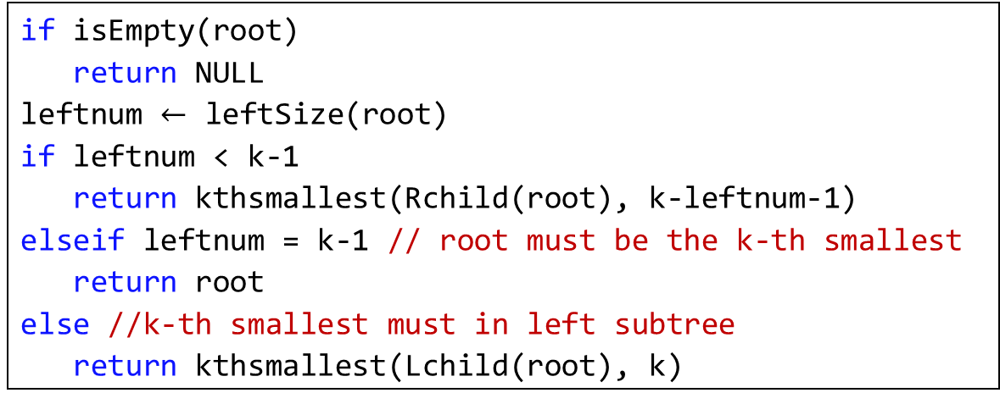 if isEmpty(root)
return NULL
leftnum ← leftSize(root)
if leftnum < k-1
return kthsmallest(Rchild(root), k-leftnum-1)
elseif leftnum = k-1 // root must be the k-th smallest
return root
else //k-th smallest must in left subtree
return kthsmallest(Lchild(root), k)